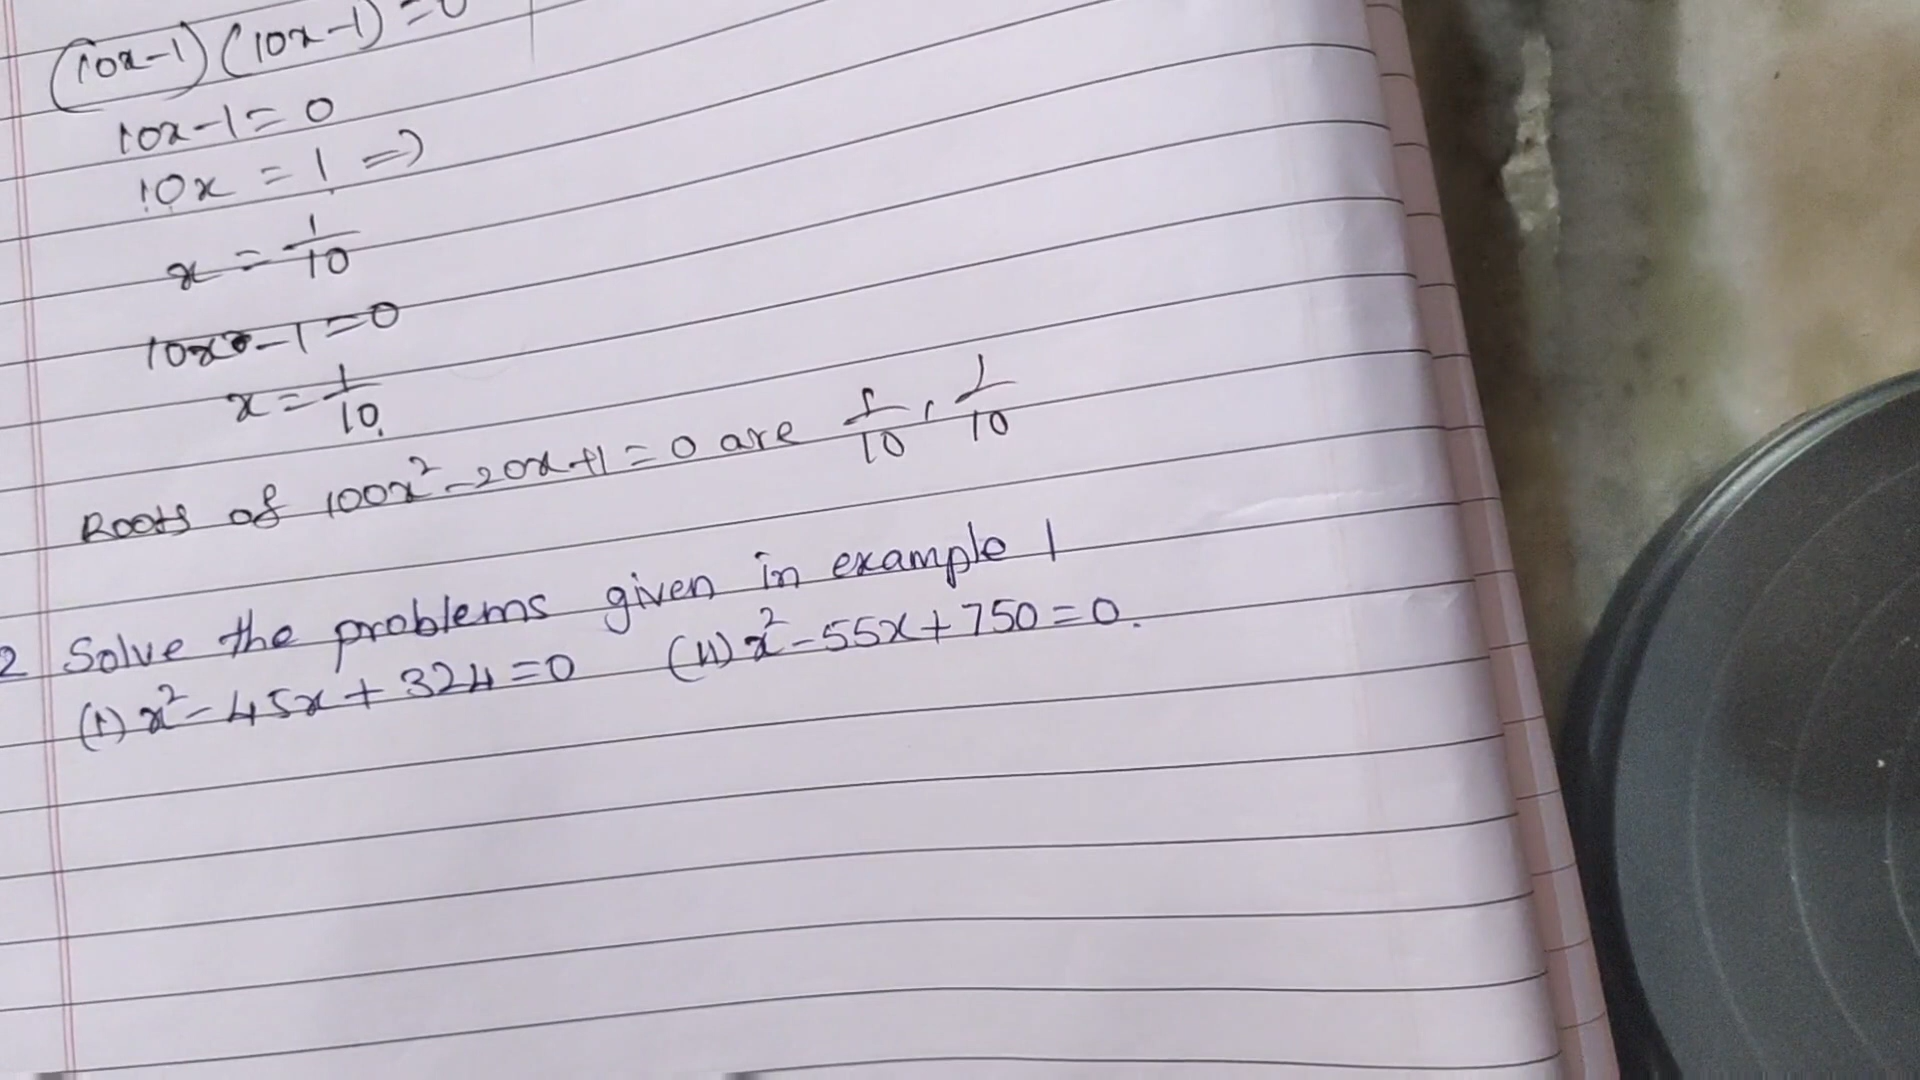 (10x-1)(10x-1)=0
10x-1=0
10x=1 =>
x=1/10
10x-1=0
x=1/10.
Roots of 100x²-20x+1=0 are 1/10, 1/10
2 Solve the problems given in example 1
(i) x²-45x+324=0 (ii) x²-55x+750=0.